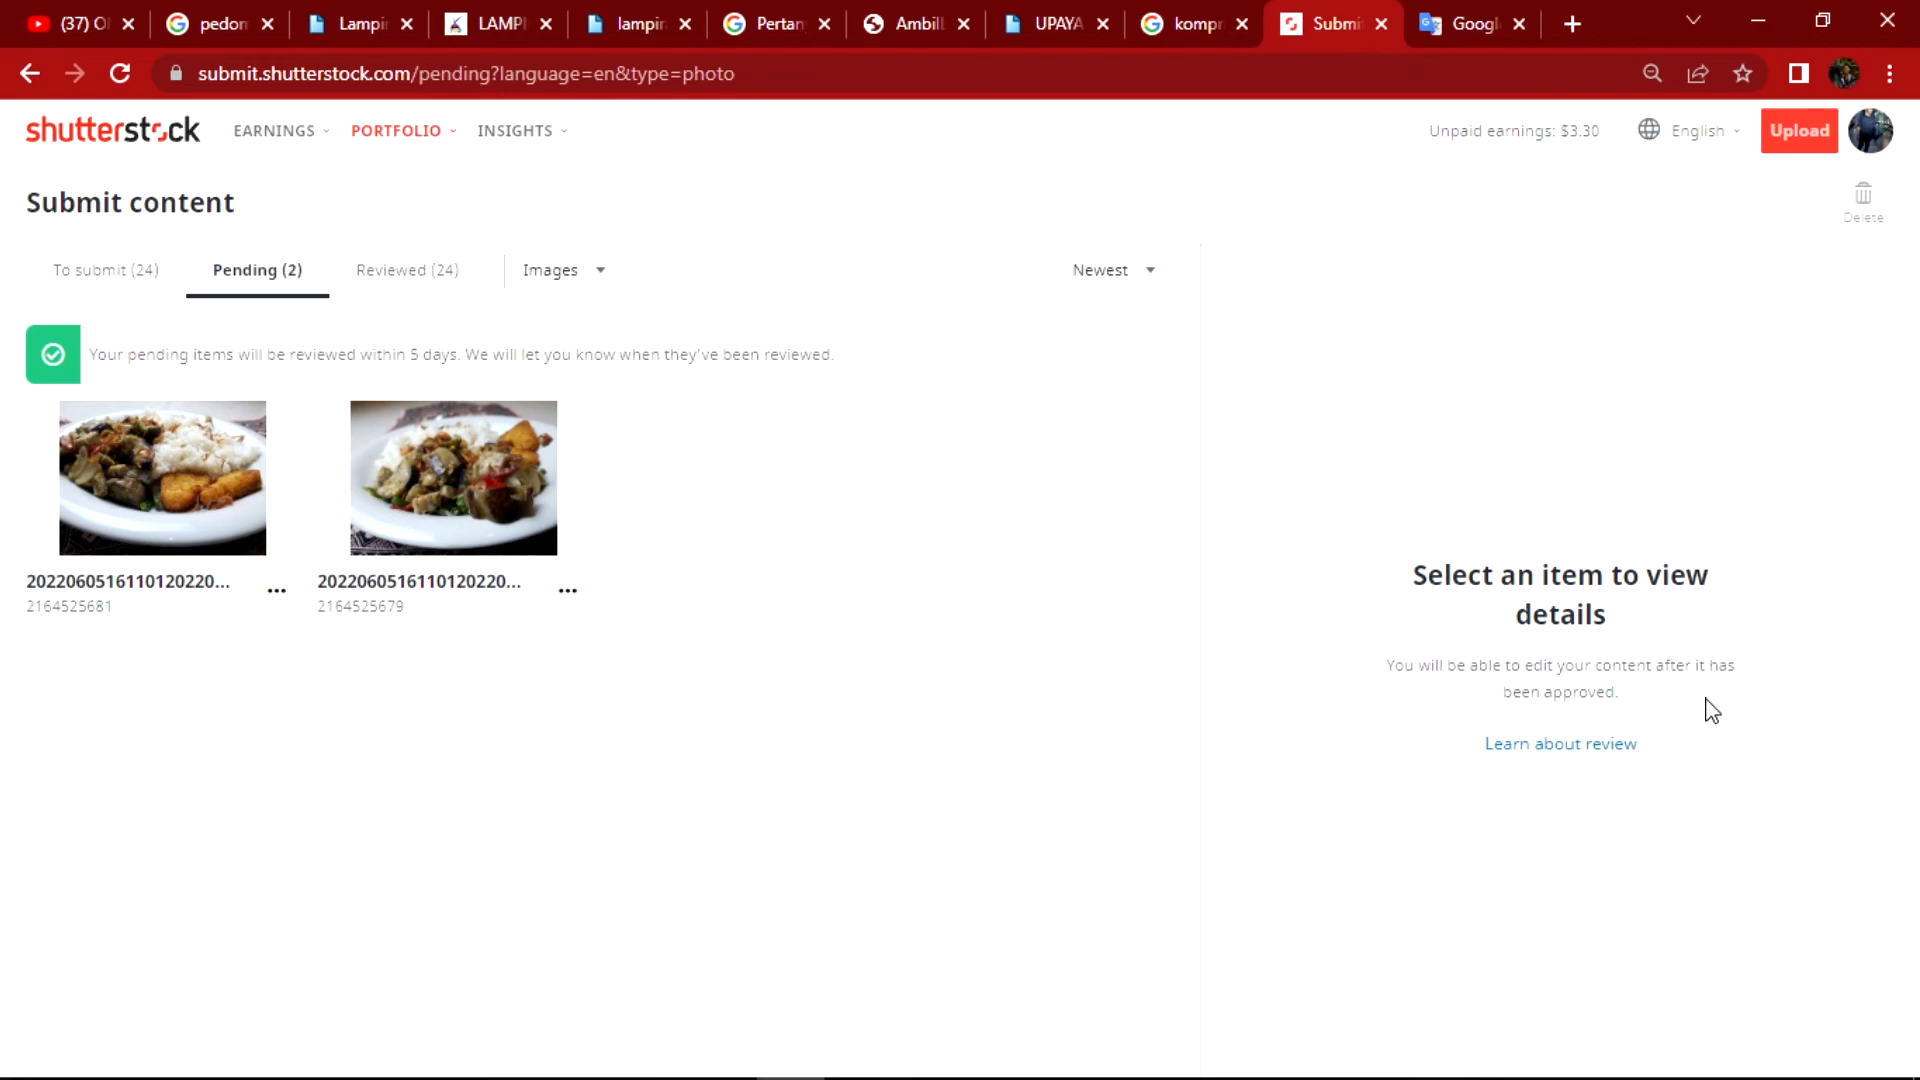 (37) O
pedom
Lampi
LAMPI
lampir
Pertan
Ambil
UPAYA
kompr
Submi
Googl
submit.shutterstock.com/pending?language=en&type=photo
shutterstock
EARNINGS
PORTFOLIO
INSIGHTS
Unpaid earnings: $3.30
English
Upload
Submit content
Delete
To submit (24)
Pending (2)
Reviewed (24)
Images
Newest
Your pending items will be reviewed within 5 days. We will let you know when they've been reviewed.
2022060516110120220...
2164525681
2022060516110120220...
2164525679
Select an item to view
details
You will be able to edit your content after it has
been approved.
Learn about review